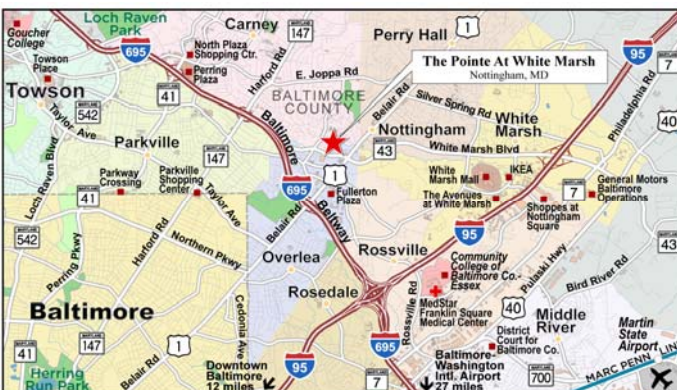 Loch Raven
Park
Goucher
College
Carney
147
1
Perry Hall
95
7
695
North Plaza
Shopping Ctr.
Harford Rd
The Pointe At White Marsh
Nottingham, MD
Towson
Place
Perring
Plaza
E. Joppa Rd
BALTIMORE
COUNTY
Belair Rd
Silver Spring Rd
Philadelphia Rd
40
Towson
542
41
Taylor Ave
Parkville
Baltimore
Beltway
Nottingham
White
Marsh
43
White Marsh Blvd
Loch Raven Blvd
147
1
White
Marsh Mall
IKEA
General Motors
Baltimore
Operations
Parkway
Crossing
Parkville
Shopping
Center
Taylor Ave
695
Fullerton
Plaza
The Avenues
at White Marsh
7
Shoppes at
Nottingham
Square
41
542
Harford Rd
Northern Pkwy
Belair Rd
95
43
Perring Pkwy
Overlea
Rossville
Community
College of
Baltimore Co.-
Essex
Pulaski Hwy
Bird River Rd
Baltimore
Rosedale
Rossville Rd
MedStar
Franklin Square
Medical Center
40
Middle
River
Martin
State
Airport
Cedonia Ave
41
147
1
District
Court for
Baltimore Co.
Herring
Run Park
Belair Rd
Downtown
Baltimore
12 miles
95
7
695
Baltimore-
Washington
Intl. Airport
27 miles
700
MARC PENN LIN
MARYLAND